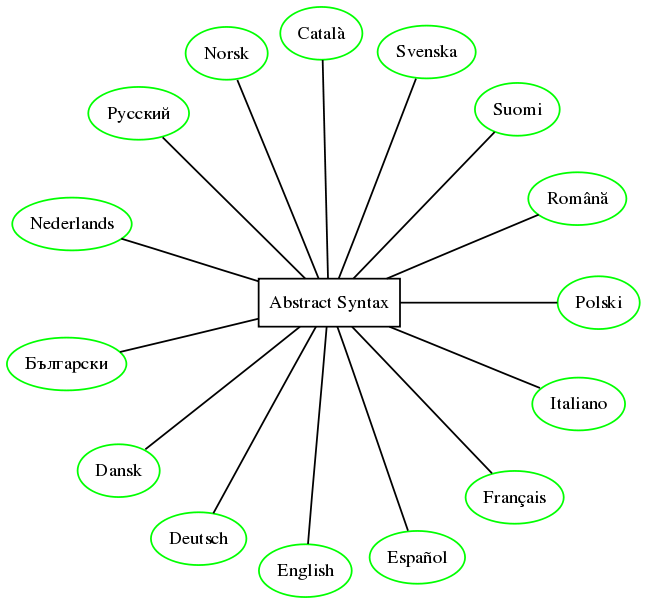 Català
Norsk
Svenska
Suomi
Русский
Română
Nederlands
Abstract Syntax
Polski
Български
Italiano
Dansk
Français
Deutsch
Español
English